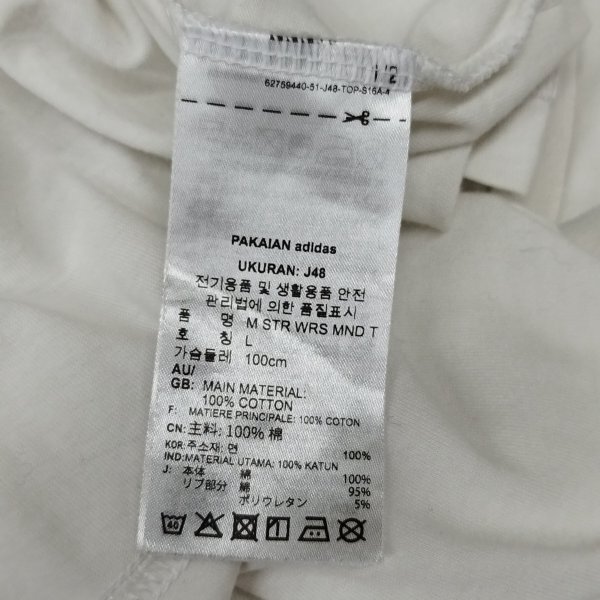 62759440-51-J48-TOP-S16A-4
PAKAIAN adidas
UKURAN: J48
전기용품 및 생활용품 안전
관리법에 의한 품질표시
품 명 M STR WRS MND T
호 칭 L
가슴둘레 100cm
AU/
GB: MAIN MATERIAL:
100% COTTON
F: MATIERE PRINCIPALE: 100% COTON
CN: 主料: 100% 棉
KOR: 주소재: 면 100%
IND: MATERIAL UTAMA: 100% KATUN
J: 本体 綿 100%
リブ部分 綿 95%
ポリウレタン 5%
40